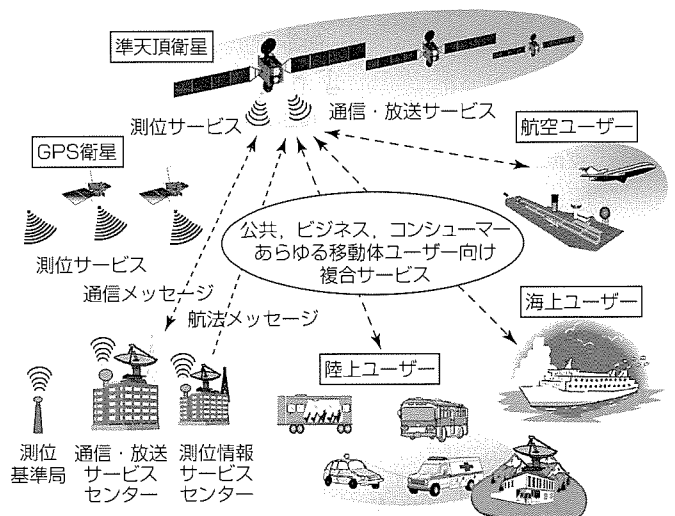 準天頂衛星
測位サービス
通信・放送サービス
航空ユーザー
GPS衛星
測位サービス
公共，ビジネス，コンシューマー
あらゆる移動体ユーザー向け
複合サービス
通信メッセージ
航法メッセージ
海上ユーザー
陸上ユーザー
測位
基準局
通信・放送
サービス
センター
測位情報
サービス
センター